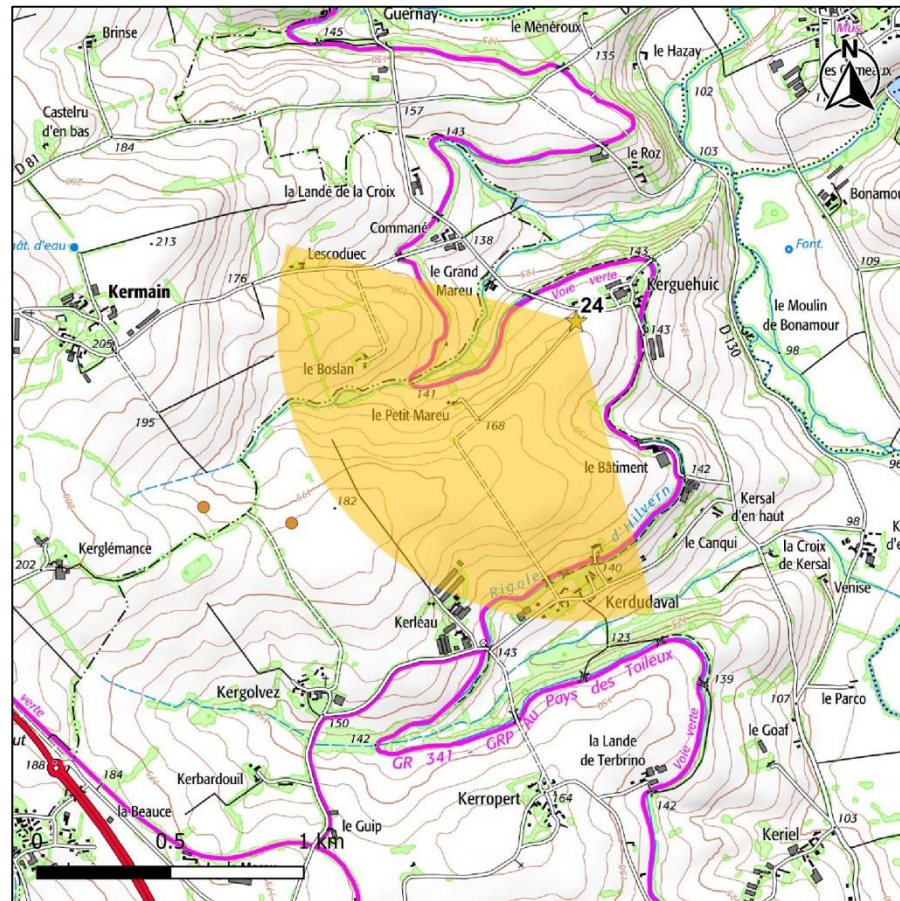 Guernay
145
le Ménéroux
135
Mus.
Brinse
le Hazay
N
102
157
Castelru
d'en bas
184
D 81
143
103
le Roz
la Lande de la Croix
Bonamour
Commané
138
213
Lescoduec
176
143
Font.
109
le Grand
Mareu
Voie verte
Kermain
Kerguehuic
24
205
le Moulin
de Bonamour
143
D 130
98
le Boslan
141
le Petit Mareu
195
168
le Bâtiment
142
96
182
Kersal
d'en haut
98
Rigole d'Hilvern
le Canqui
Kerglémance
202
140
la Croix
de Kersal
Venise
Kerdudaval
Kerleau
123
143
Kergolvez
139
150
107
le Parco
142
GR 341 - GRP Au Pays des Toileux
Voie verte
le Goaf
verte
la Lande
de Terbrino
188
184
Kerbardouil
Kerropert
164
142
la Beauce
le Guip
103
Keriel
0
0.5
1 km